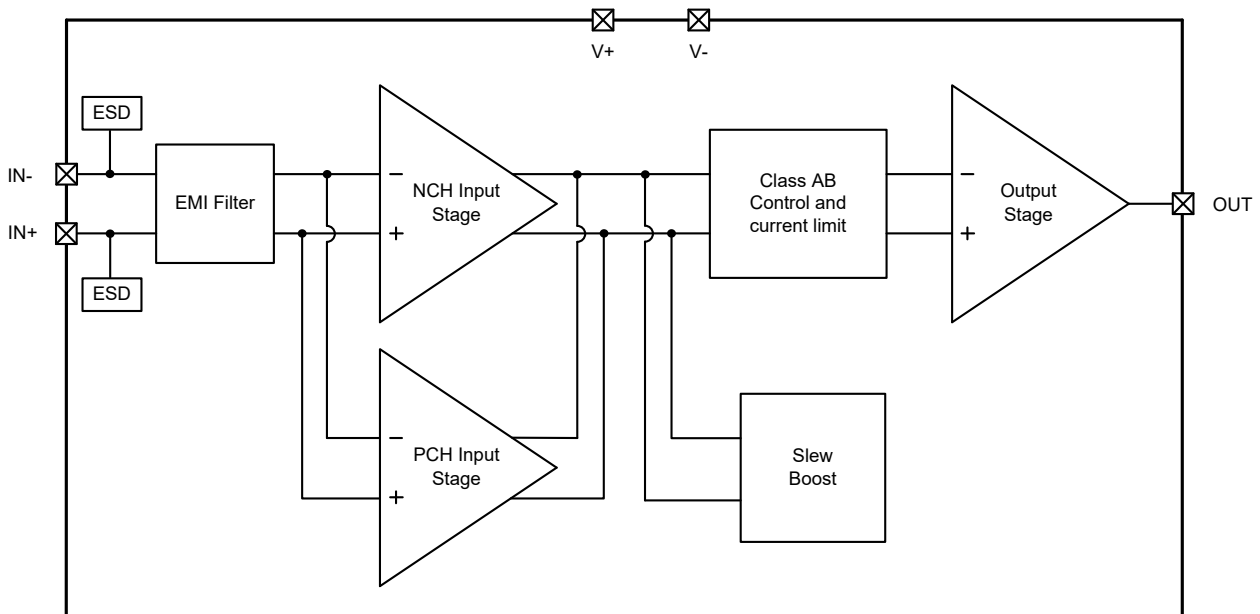 V+
V-
ESD
IN-
IN+
EMI Filter
ESD
−
+
NCH Input
Stage
Class AB
Control and
current limit
−
+
Output
Stage
OUT
−
+
PCH Input
Stage
Slew
Boost